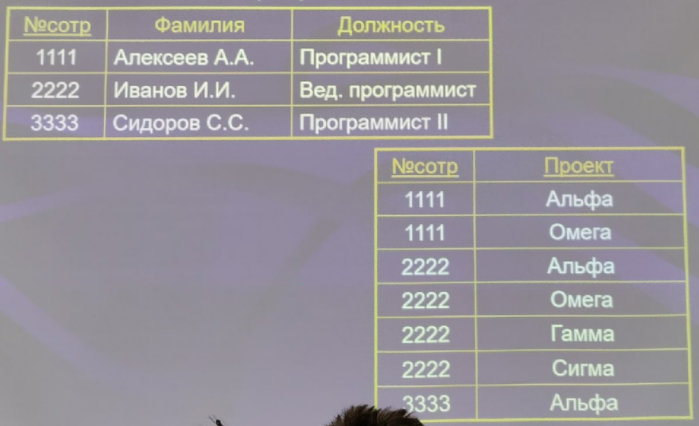 №сотр Фамилия Должность
1111 Алексеев А.А. Программист I
2222 Иванов И.И. Вед. программист
3333 Сидоров С.С. Программист II
№сотр Проект
1111 Альфа
1111 Омега
2222 Альфа
2222 Омега
2222 Гамма
2222 Сигма
3333 Альфа